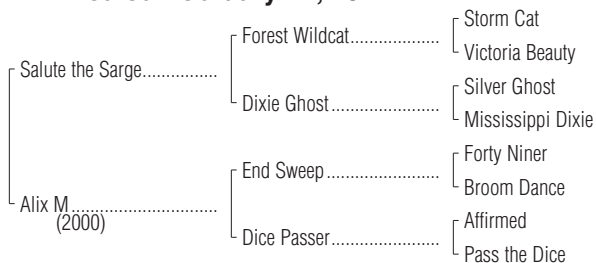 Storm Cat
Forest Wildcat....................
Victoria Beauty
Salute the Sarge................
Silver Ghost
Dixie Ghost.......................
Mississippi Dixie
Forty Niner
End Sweep........................
Broom Dance
Alix M................................
(2000)
Affirmed
Dice Passer.......................
Pass the Dice